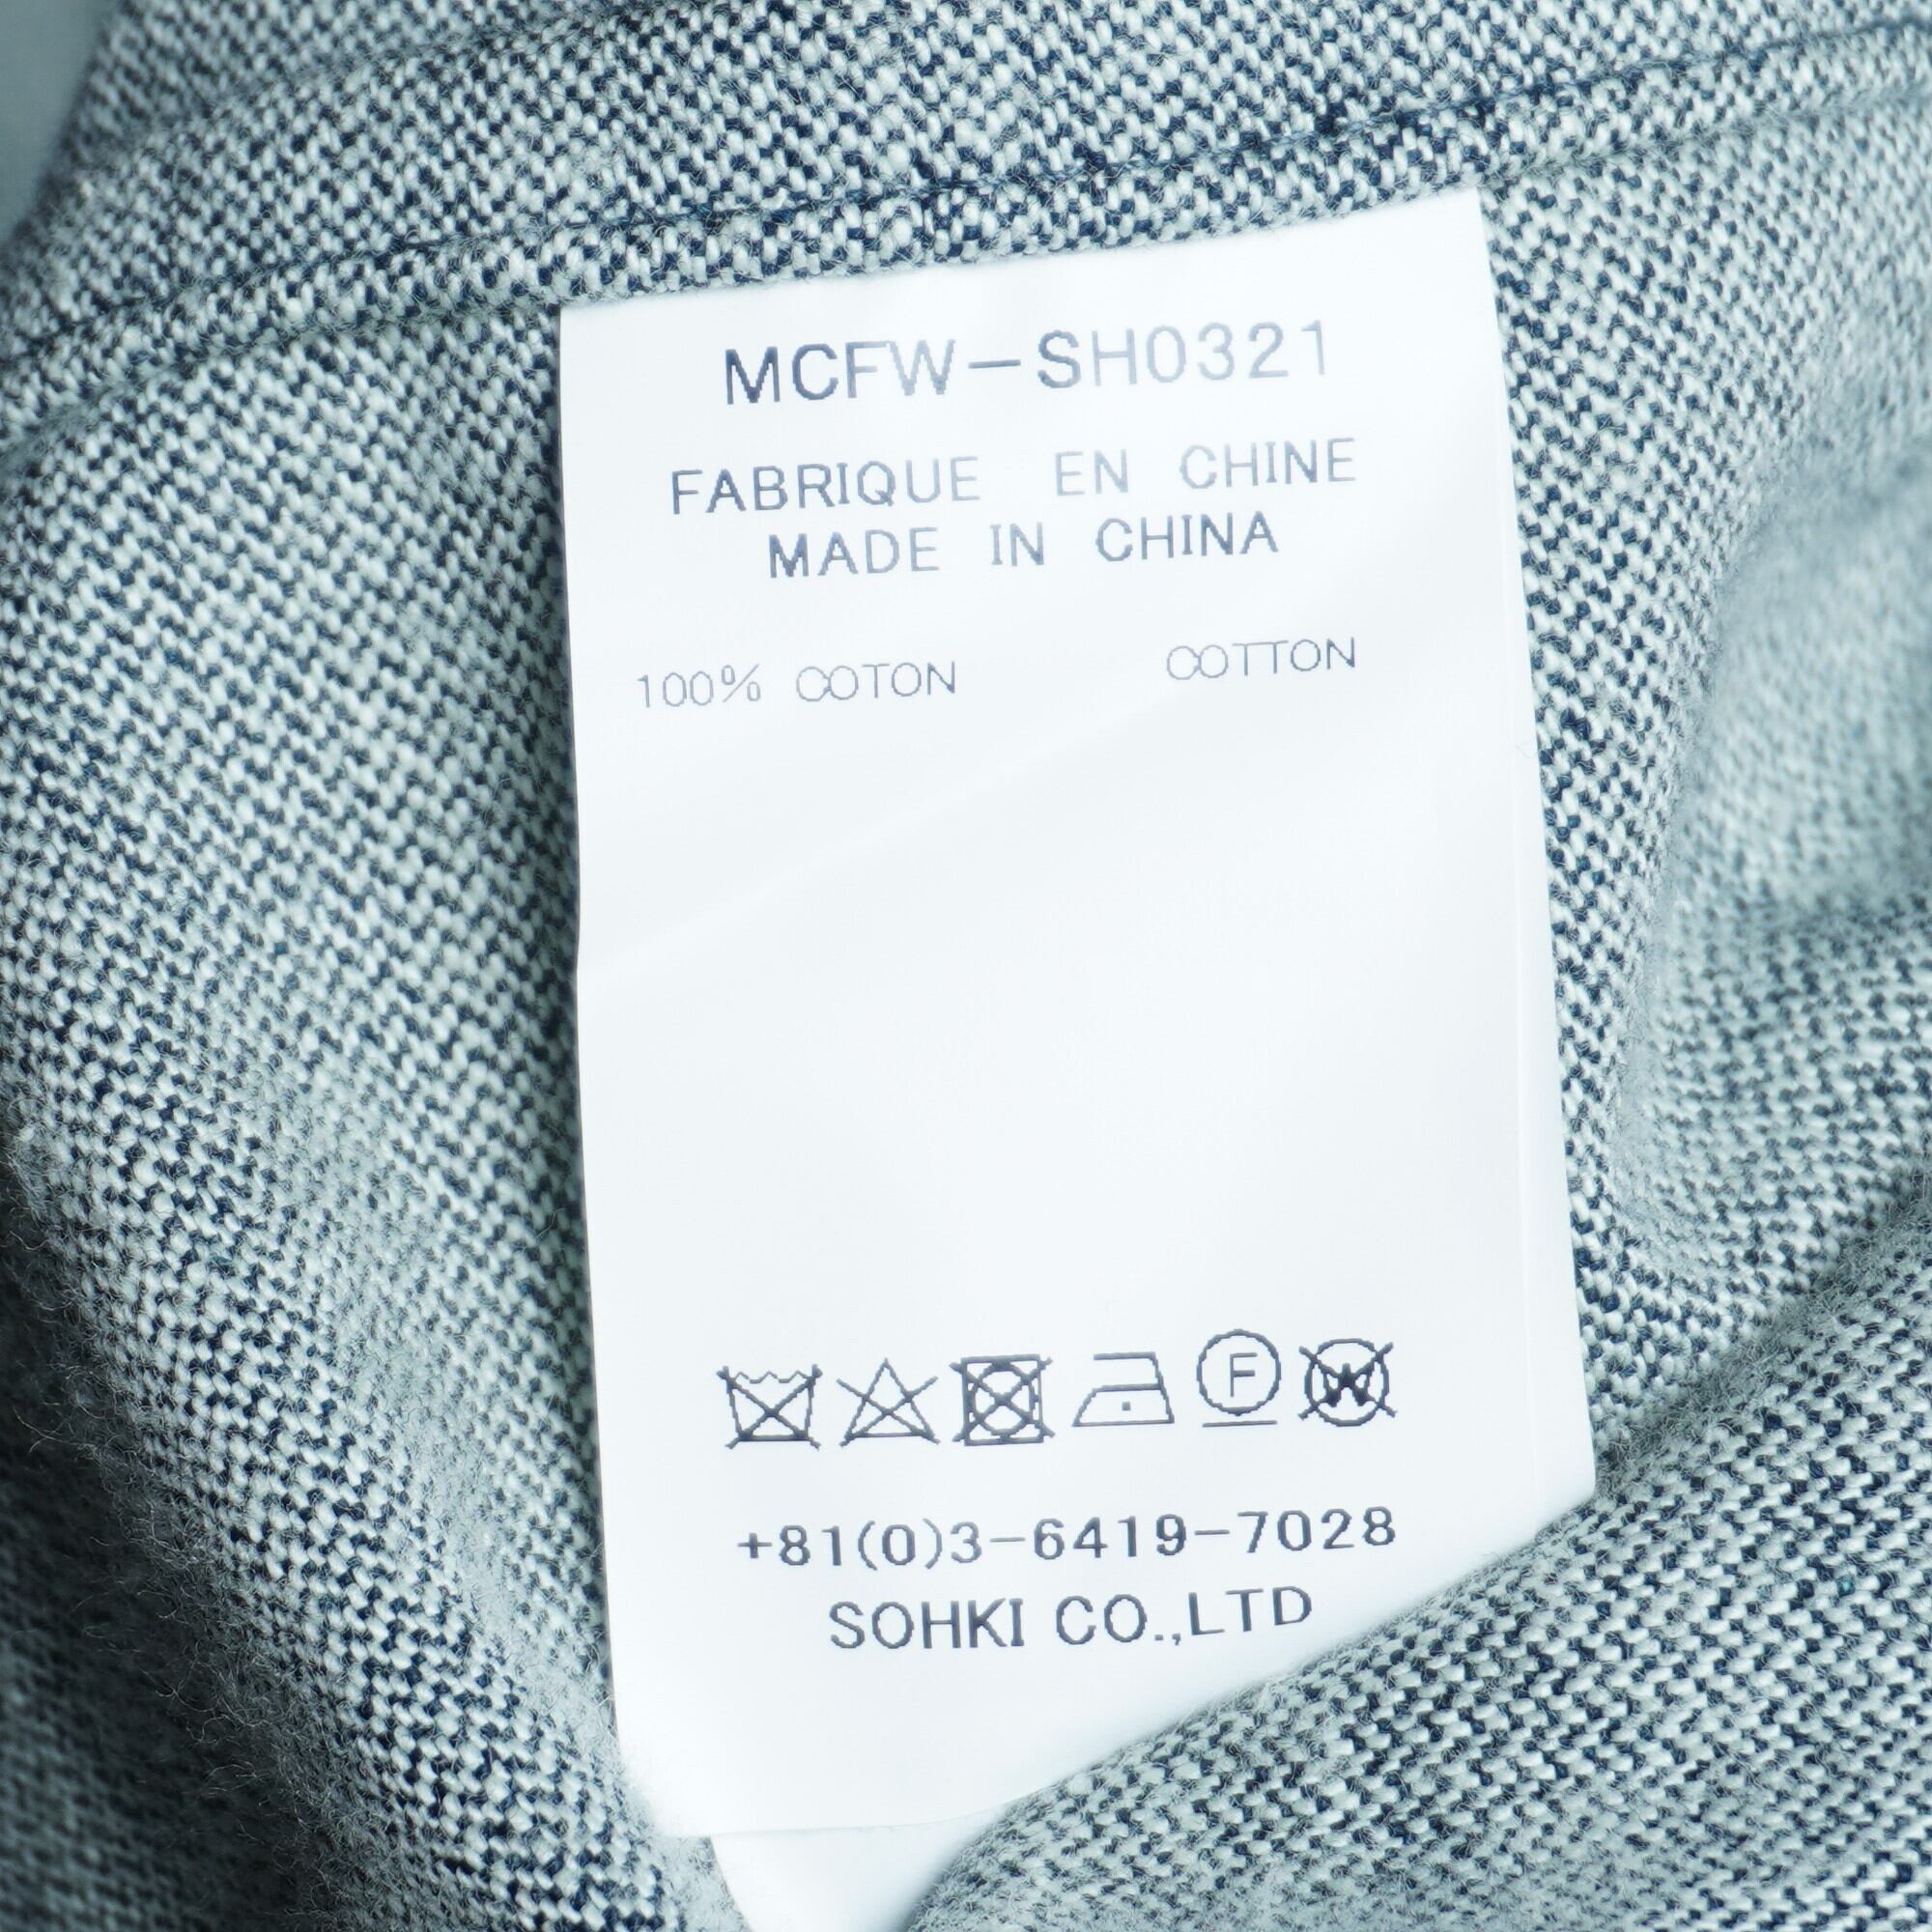 MCFW-SH0321
FABRIQUE EN CHINE
MADE IN CHINA
100% COTON COTTON
F W
+81(0)3-6419-7028
SOHKI CO.,LTD